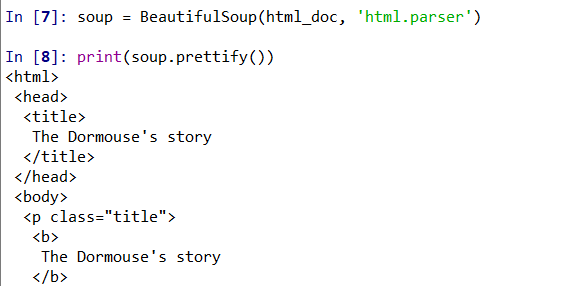 In [7]: soup = BeautifulSoup(html_doc, 'html.parser')
In [8]: print(soup.prettify())
<html>
 <head>
  <title>
   The Dormouse's story
  </title>
 </head>
 <body>
  <p class="title">
   <b>
    The Dormouse's story
   </b>